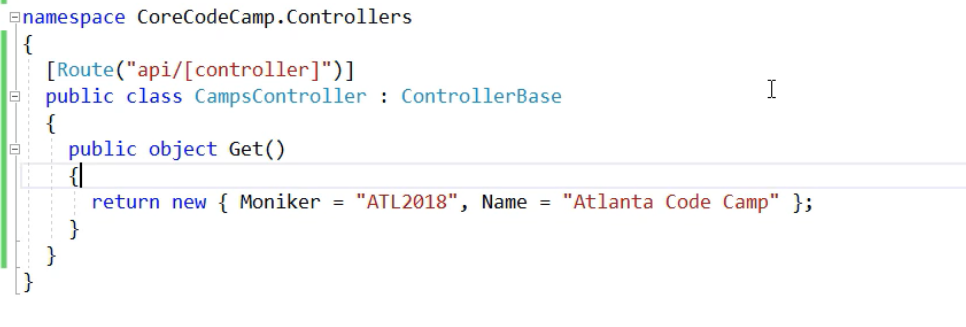 namespace CoreCodeCamp.Controllers
{
[Route("api/[controller]")]
public class CampsController : ControllerBase
{
public object Get()
{
return new { Moniker = "ATL2018", Name = "Atlanta Code Camp" };
}
}
}